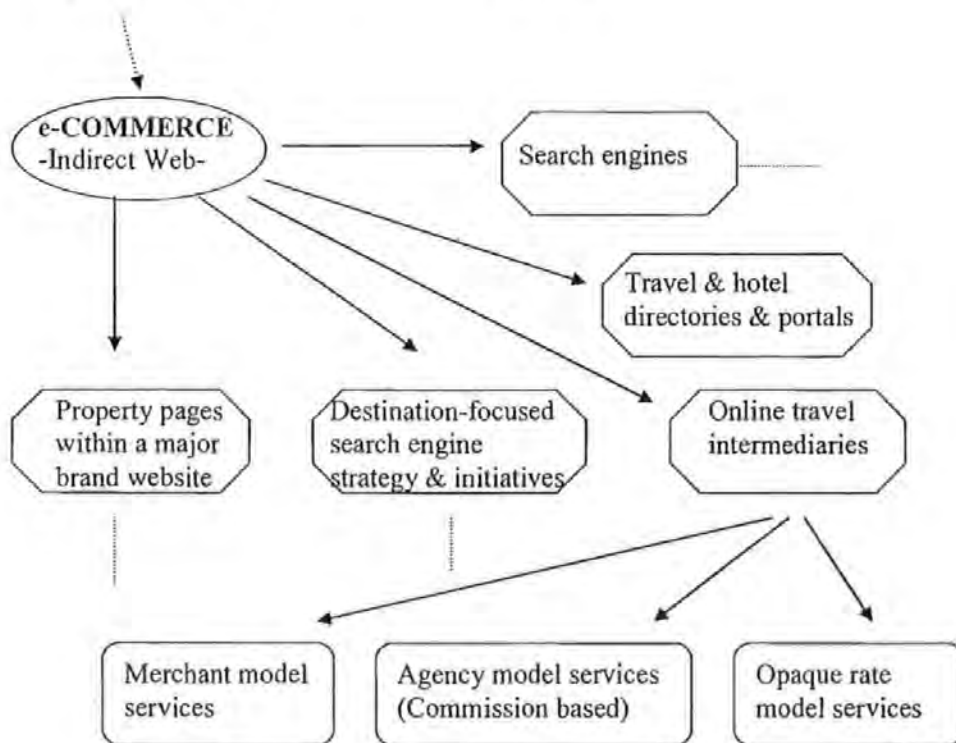 e-COMMERCE
-Indirect Web-
Search engines
Travel & hotel
directories & portals
Property pages
within a major
brand website
Destination-focused
search engine
strategy & initiatives
Online travel
intermediaries
Merchant model
services
Agency model services
(Commission based)
Opaque rate
model services